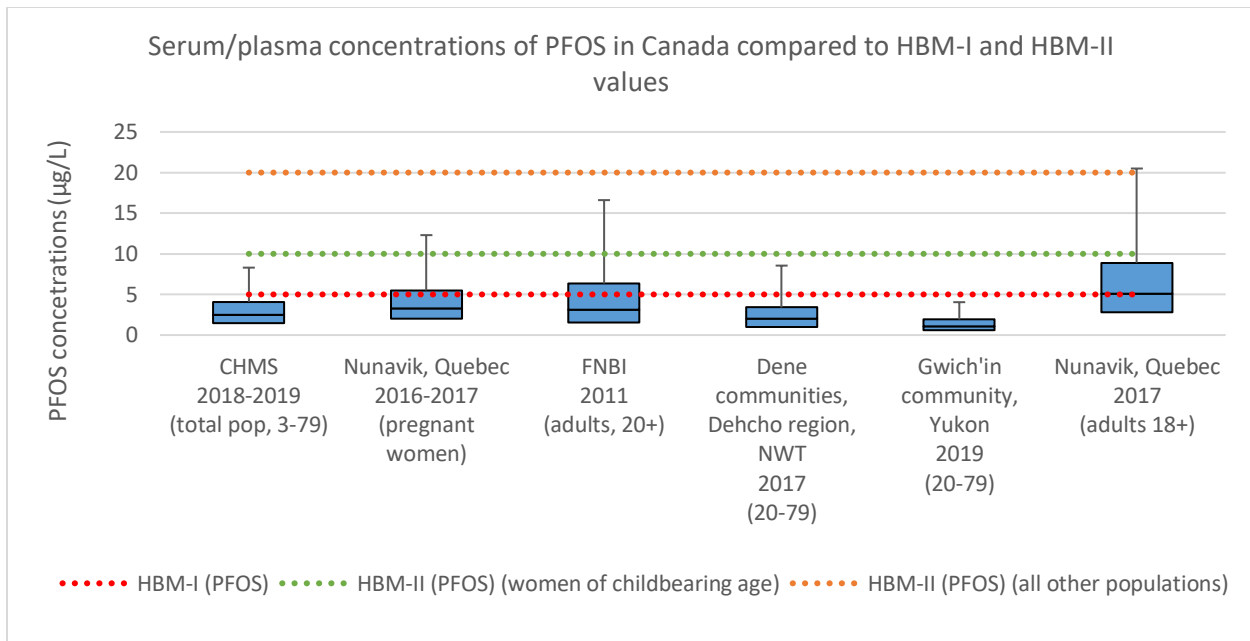 Serum/plasma concentrations of PFOS in Canada compared to HBM-I and HBM-II
values
PFOS concetrations (µg/L)
25
20
15
10
5
0
CHMS
2018-2019
(total pop, 3-79)
Nunavik, Quebec
2016-2017
(pregnant
women)
FNBI
2011
(adults, 20+)
Dene
communities,
Dehcho region,
NWT
2017
(20-79)
Gwich'in
community,
Yukon
2019
(20-79)
Nunavik, Quebec
2017
(adults 18+)
HBM-I (PFOS)
HBM-II (PFOS) (women of childbearing age)
HBM-II (PFOS) (all other populations)